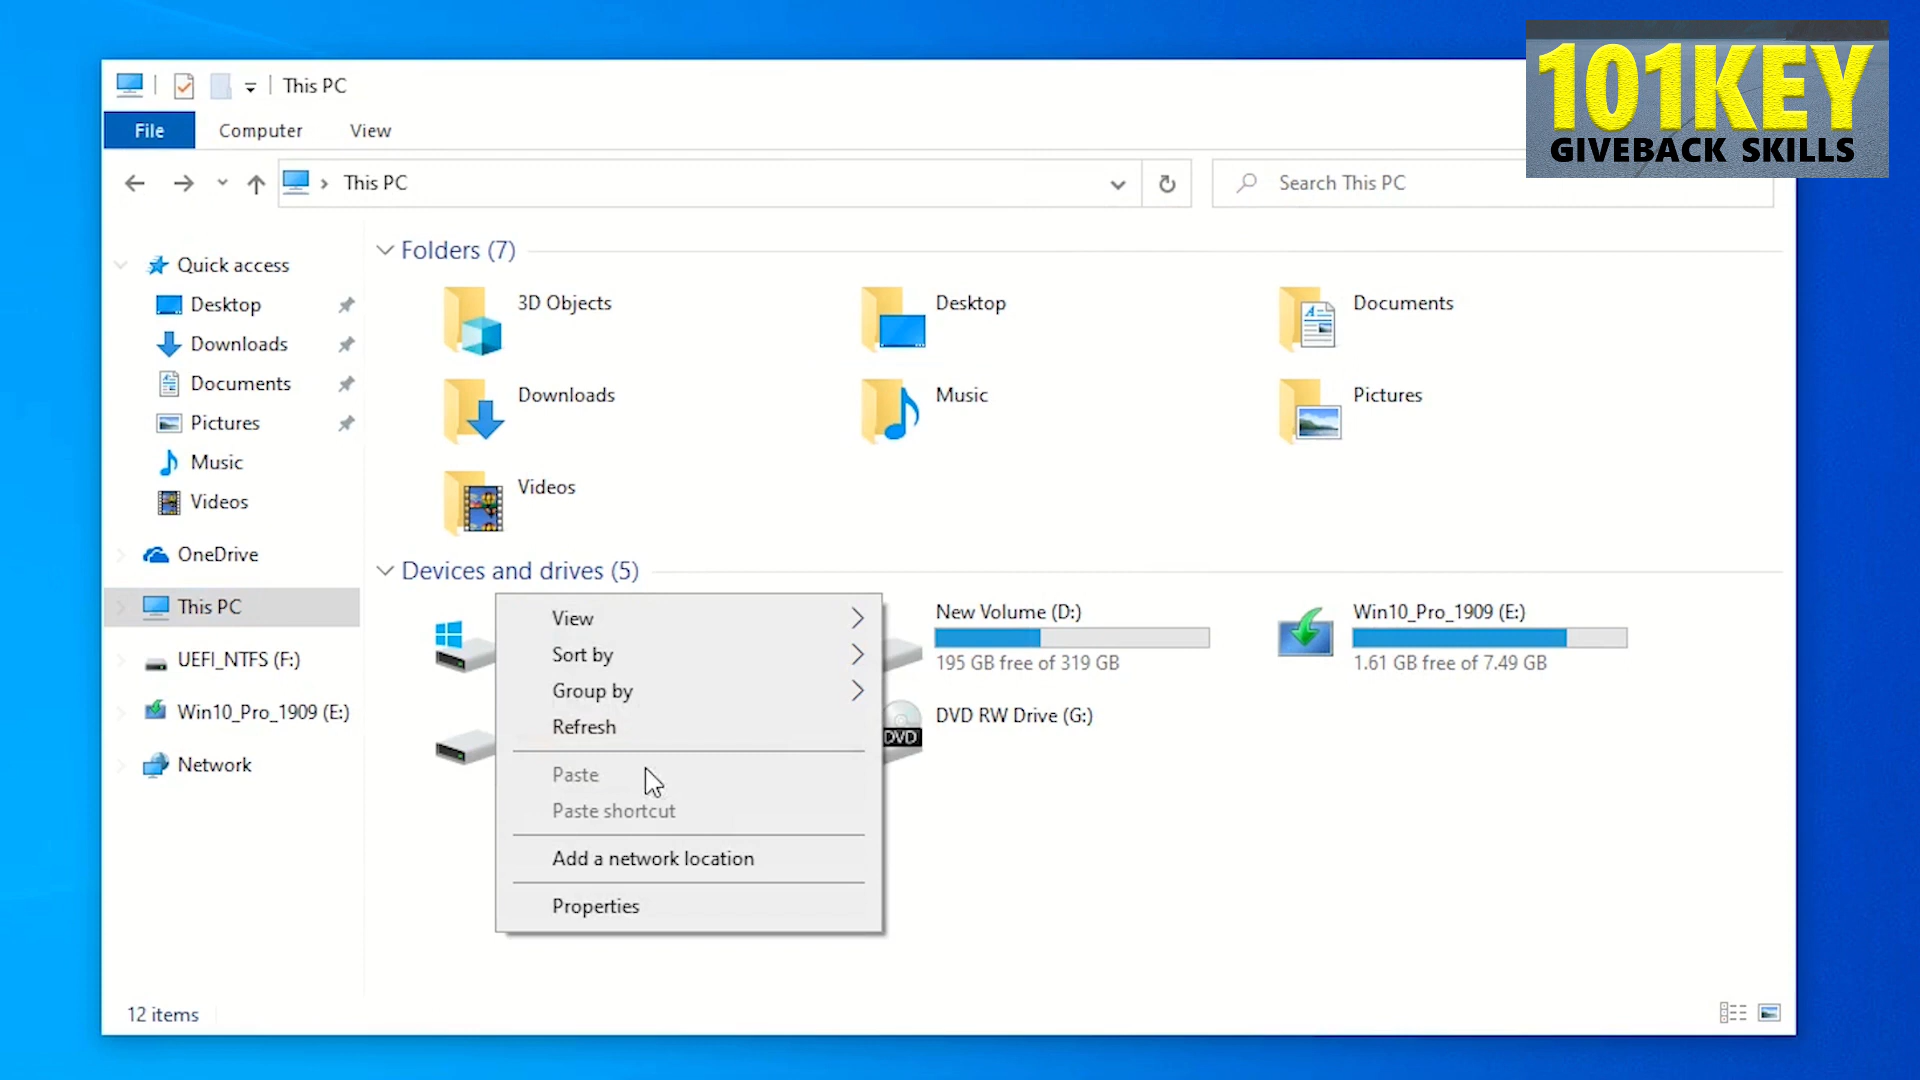 This PC
101KEY
GIVEBACK SKILLS
File
Computer
View
This PC
Search This PC
Quick access
Desktop
Downloads
Documents
Pictures
Music
Videos
OneDrive
This PC
UEFI_NTFS (F:)
Win10_Pro_1909 (E:)
Network
Folders (7)
3D Objects
Desktop
Documents
Downloads
Music
Pictures
Videos
Devices and drives (5)
New Volume (D:)
195 GB free of 319 GB
Win10_Pro_1909 (E:)
1.61 GB free of 7.49 GB
DVD RW Drive (G:)
DVD
View
Sort by
Group by
Refresh
Paste
Paste shortcut
Add a network location
Properties
12 items